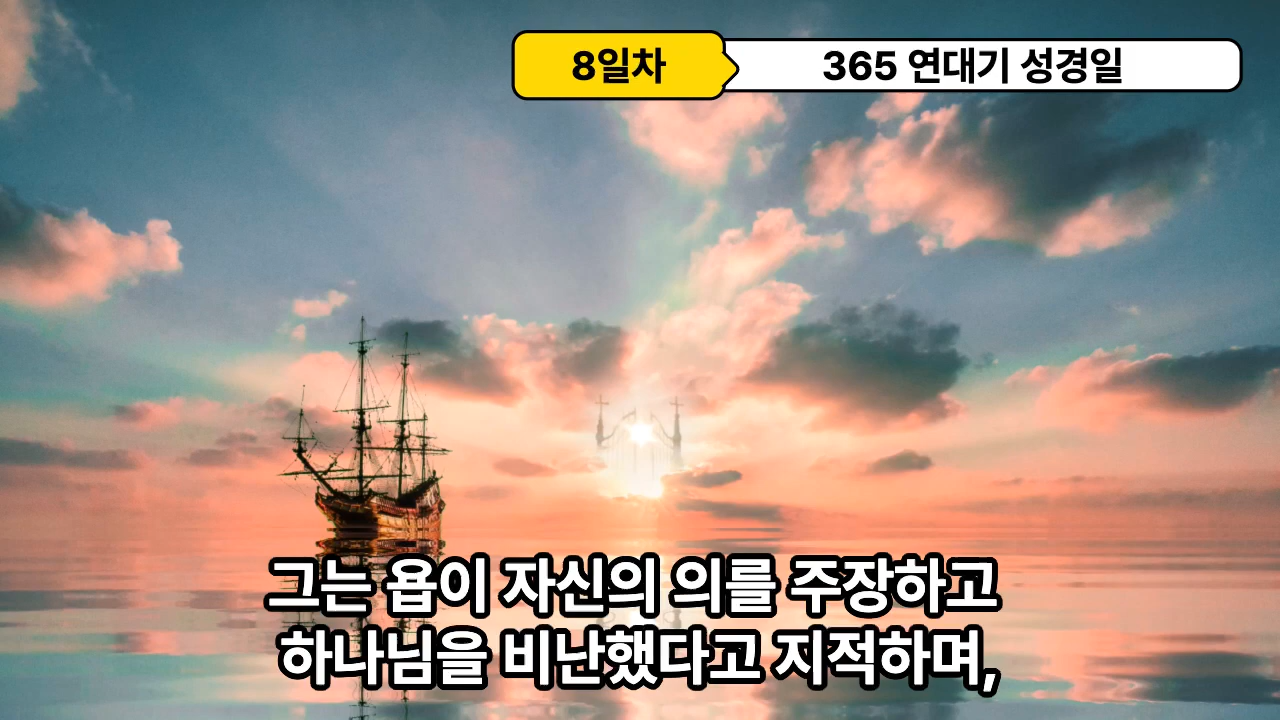 8일차
365 연대기 성경일
그는 욥이 자신의 의를 주장하고
하나님을 비난했다고 지적하며,